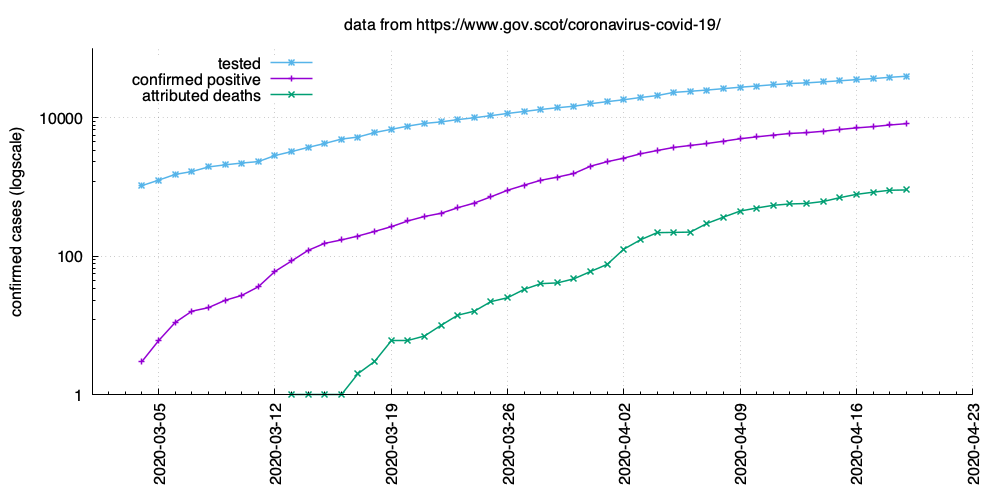 data from https://www.gov.scot/coronavirus-covid-19/
tested
confirmed positive
attributed deaths
confirmed cases (logscale)
10000
100
1
2020-03-05
2020-03-12
2020-03-19
2020-03-26
2020-04-02
2020-04-09
2020-04-16
2020-04-23